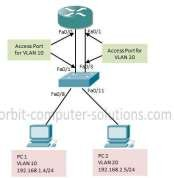 Fa0/0 Fa0/1
Access Port
for VLAN 10
Access Port for
VLAN 20
Fa0/1 Fa0/3
orbit-computer-solutions.com
Fa0/8 Fa0/11
PC 1
VLAN 10
192.168.1.4/24
PC 2
VLAN 20
192.168.2.5/24